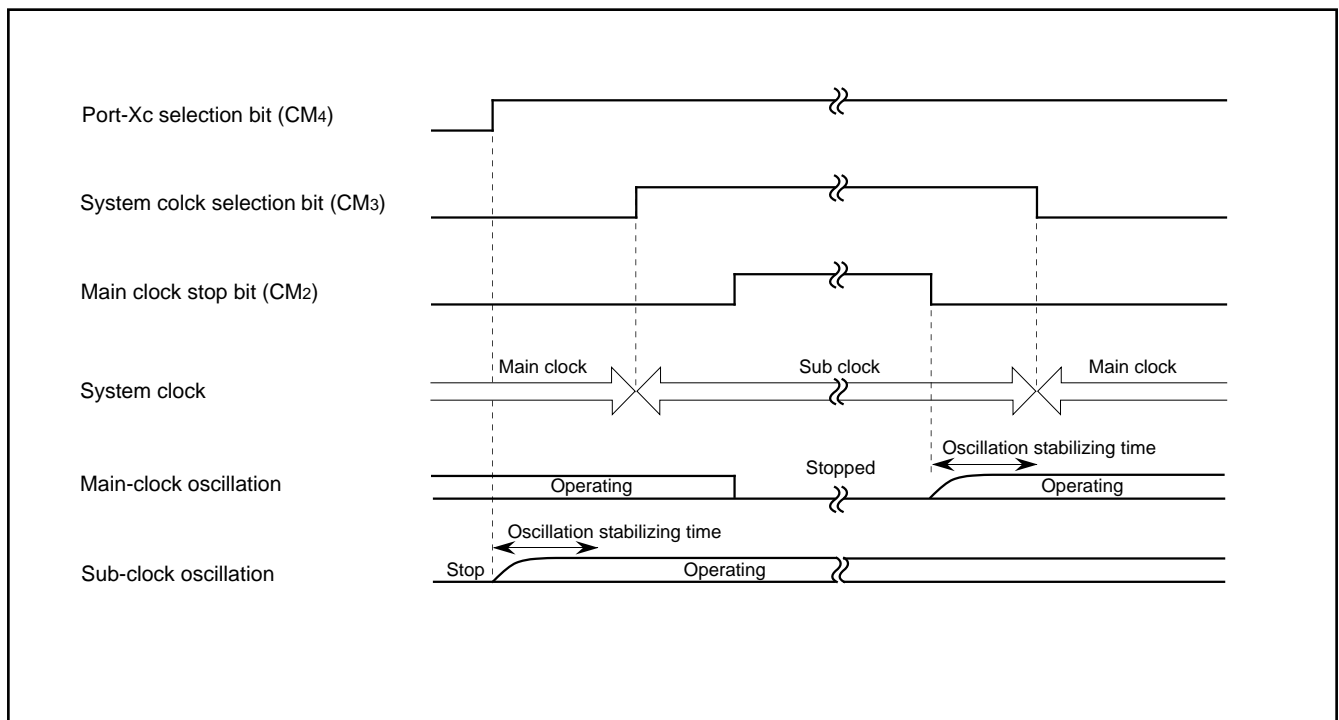 Port-Xc selection bit (CM4)
System colck selection bit (CM3)
Main clock stop bit (CM2)
Main clock
Sub clock
Main clock
System clock
Oscillation stabilizing time
Stopped
Main-clock oscillation
Operating
Operating
Oscillation stabilizing time
Sub-clock oscillation
Stop
Operating